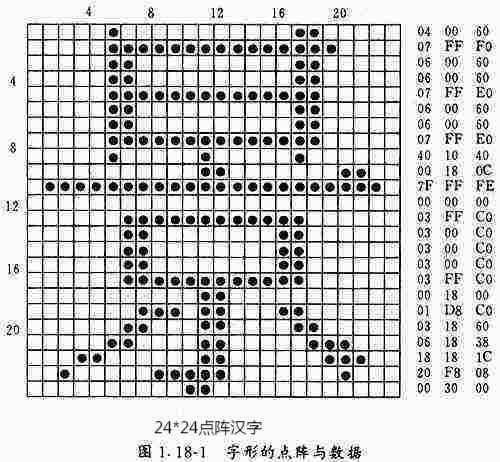 4 8 12 16 20
04 00 60
07 FF F0
06 00 60
06 00 60
4
07 FF E0
06 00 60
06 00 60
07 FF E0
8
40 10 40
00 18 0C
7F FF FE
12
00 00 00
03 FF C0
03 00 C0
03 00 C0
03 00 C0
16
03 FF C0
00 18 00
01 D8 C0
20
03 18 60
06 18 38
18 18 1C
20 F8 08
00 30 00
24*24点阵汉字
图 1.18-1 字形的点阵与数据